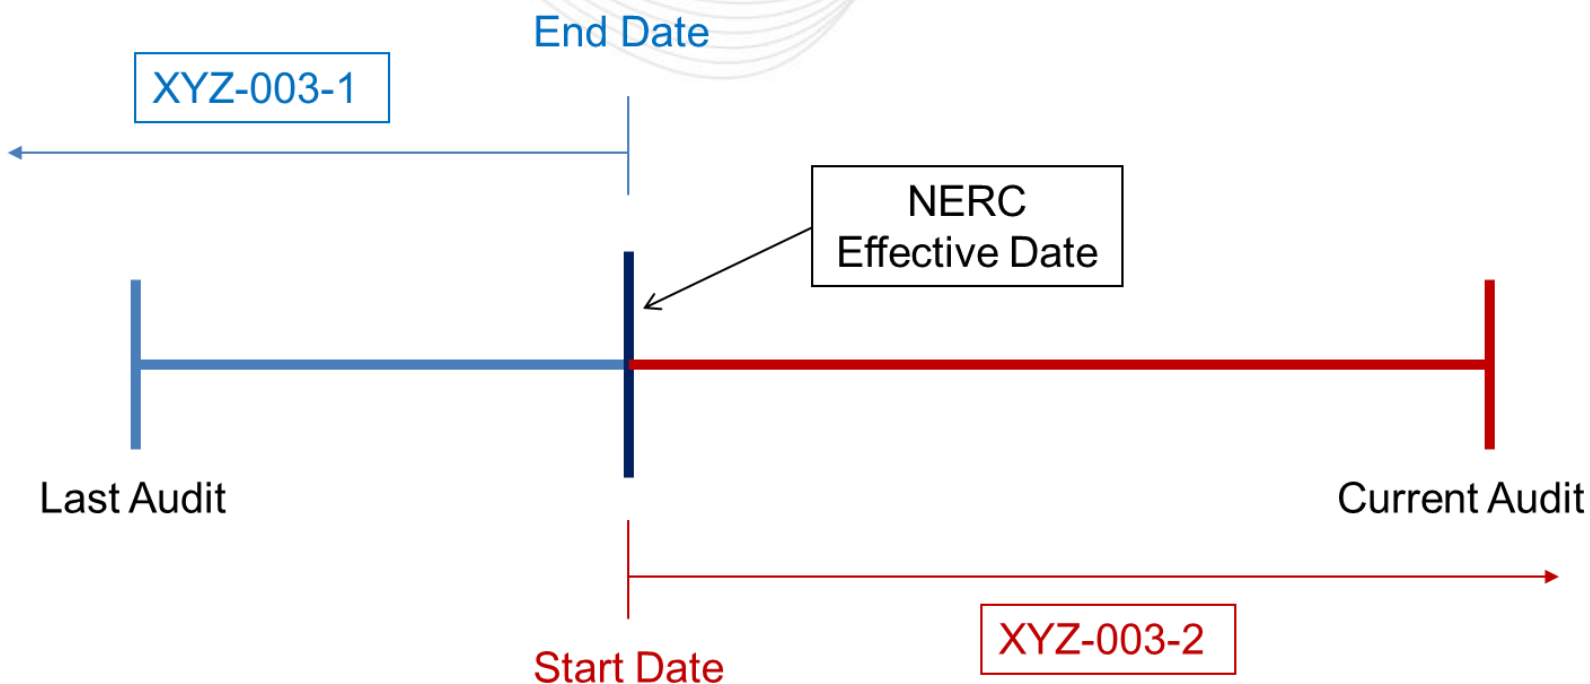 End Date
XYZ-003-1
NERC
Effective Date
Last Audit
Current Audit
XYZ-003-2
Start Date